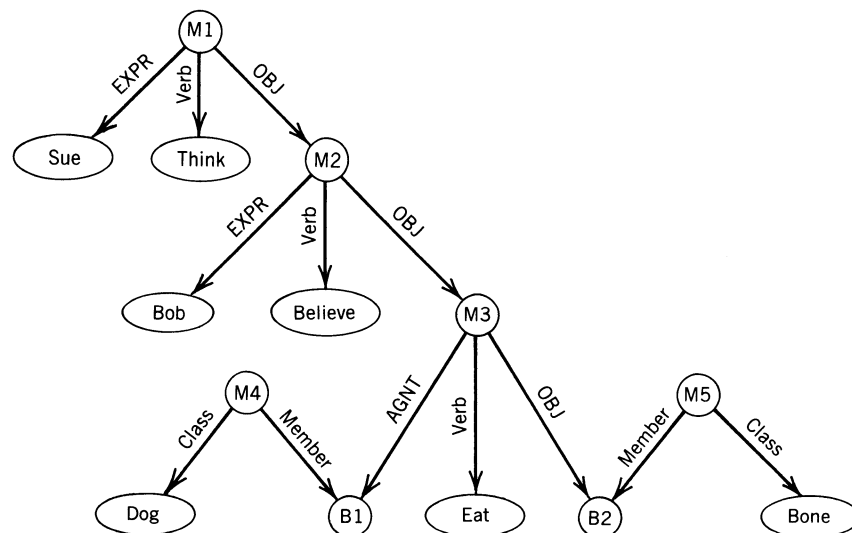 M1
EXPR
Verb
OBJ
Sue
Think
M2
EXPR
Verb
OBJ
Bob
Believe
M3
M4
M5
Class
Member
AGNT
Verb
OBJ
Member
Class
Dog
B1
Eat
B2
Bone